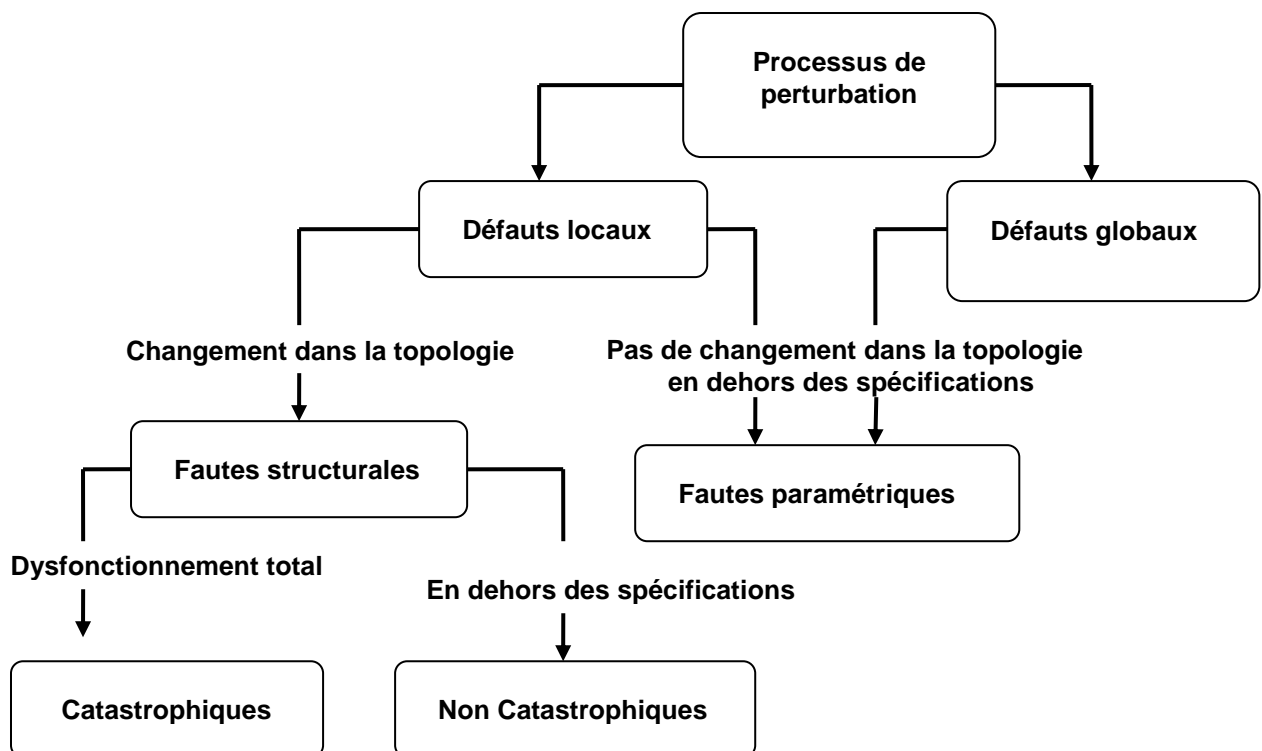 Processus de
perturbation
Défauts locaux
Défauts globaux
Changement dans la topologie
Pas de changement dans la topologie
en dehors des spécifications
Fautes structurales
Fautes paramétriques
Dysfonctionnement total
En dehors des spécifications
Catastrophiques
Non Catastrophiques